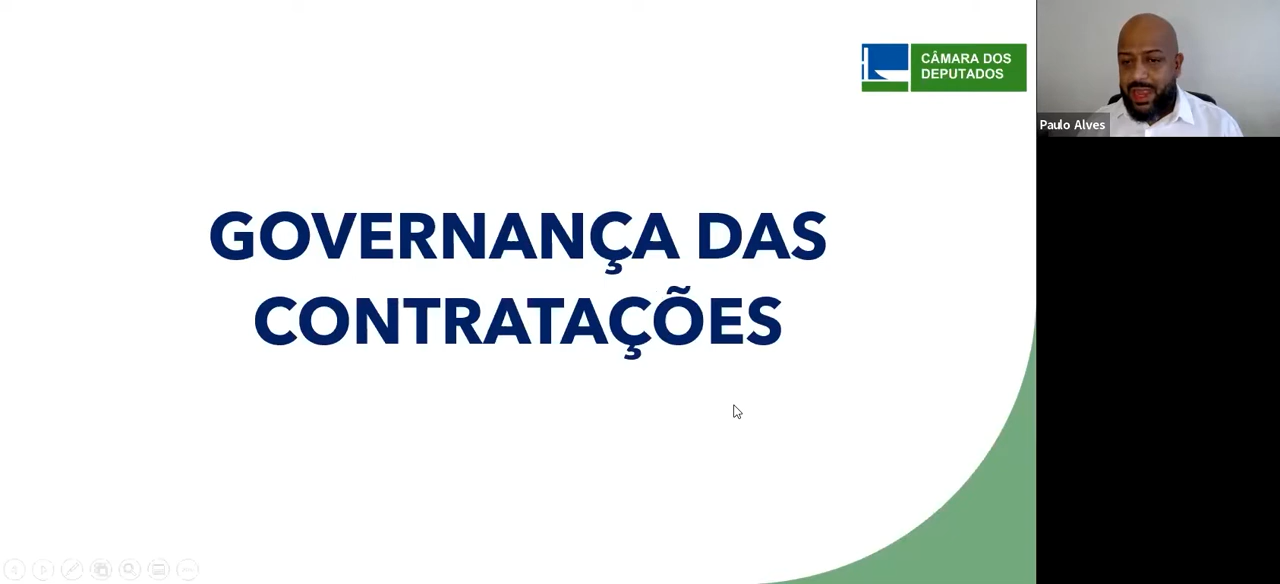 CÂMARA DOS
DEPUTADOS
Paulo Alves
GOVERNANÇA DAS
CONTRATAÇÕES